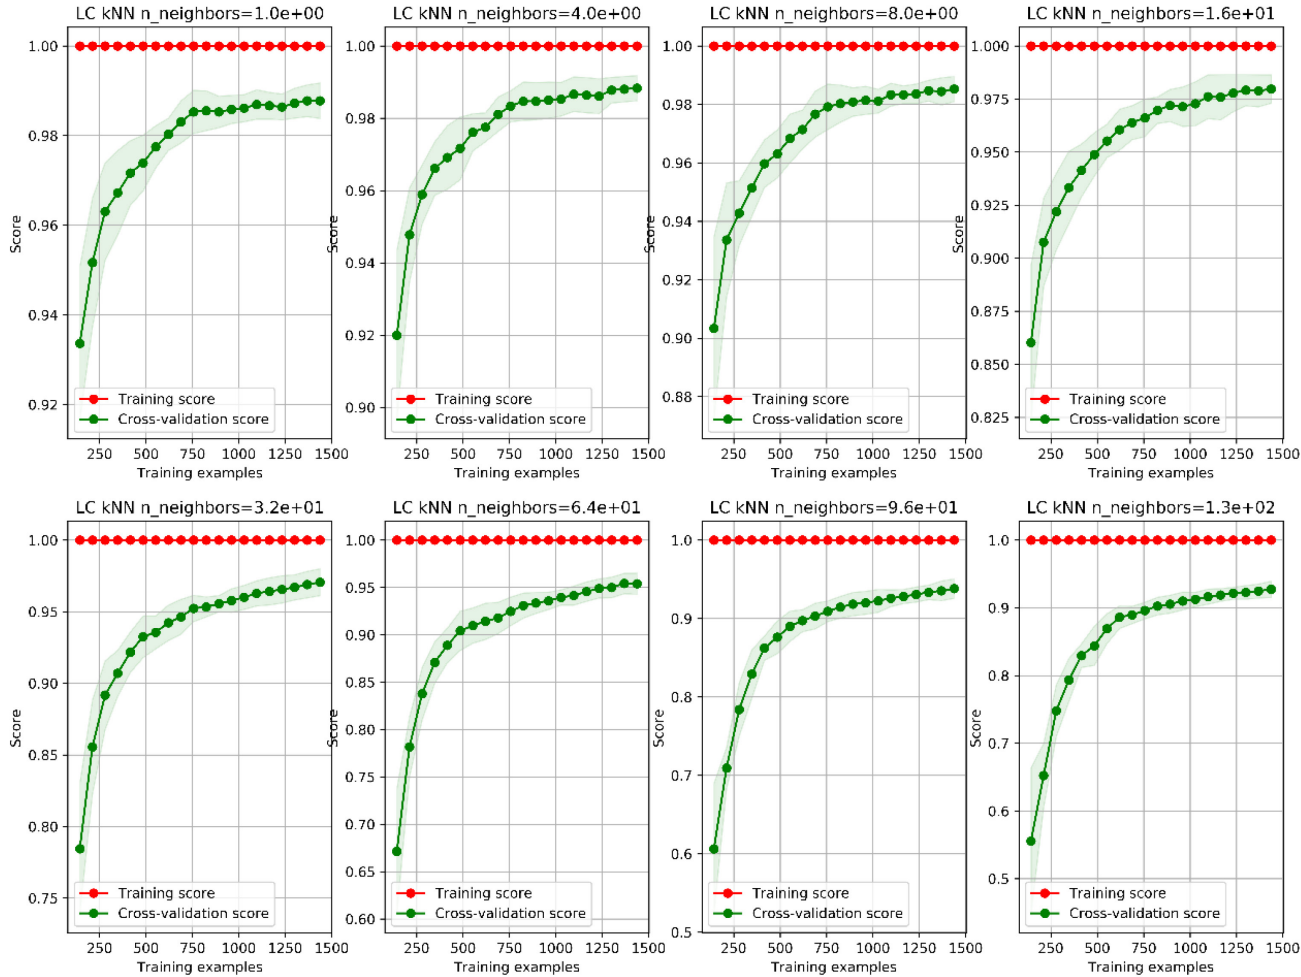 LC kNN n_neighbors=1.0e+00
1.00
0.98
0.96
0.94
0.92
Score
Training score
Cross-validation score
250 500 750 1000 1250 1500
Training examples
LC kNN n_neighbors=4.0e+00
1.00
0.98
0.96
0.94
0.92
0.90
Score
Training score
Cross-validation score
250 500 750 1000 1250 1500
Training examples
LC kNN n_neighbors=8.0e+00
1.00
0.98
0.96
0.94
0.92
0.90
0.88
Score
Training score
Cross-validation score
250 500 750 1000 1250 1500
Training examples
LC kNN n_neighbors=1.6e+01
1.000
0.975
0.950
0.925
0.900
0.875
0.850
0.825
Score
Training score
Cross-validation score
250 500 750 1000 1250 1500
Training examples
LC kNN n_neighbors=3.2e+01
1.00
0.95
0.90
0.85
0.80
0.75
Score
Training score
Cross-validation score
250 500 750 1000 1250 1500
Training examples
LC kNN n_neighbors=6.4e+01
1.00
0.95
0.90
0.85
0.80
0.75
0.70
0.65
0.60
Score
Training score
Cross-validation score
250 500 750 1000 1250 1500
Training examples
LC kNN n_neighbors=9.6e+01
1.0
0.9
0.8
0.7
0.6
0.5
Score
Training score
Cross-validation score
250 500 750 1000 1250 1500
Training examples
LC kNN n_neighbors=1.3e+02
1.0
0.9
0.8
0.7
0.6
0.5
Score
Training score
Cross-validation score
250 500 750 1000 1250 1500
Training examples